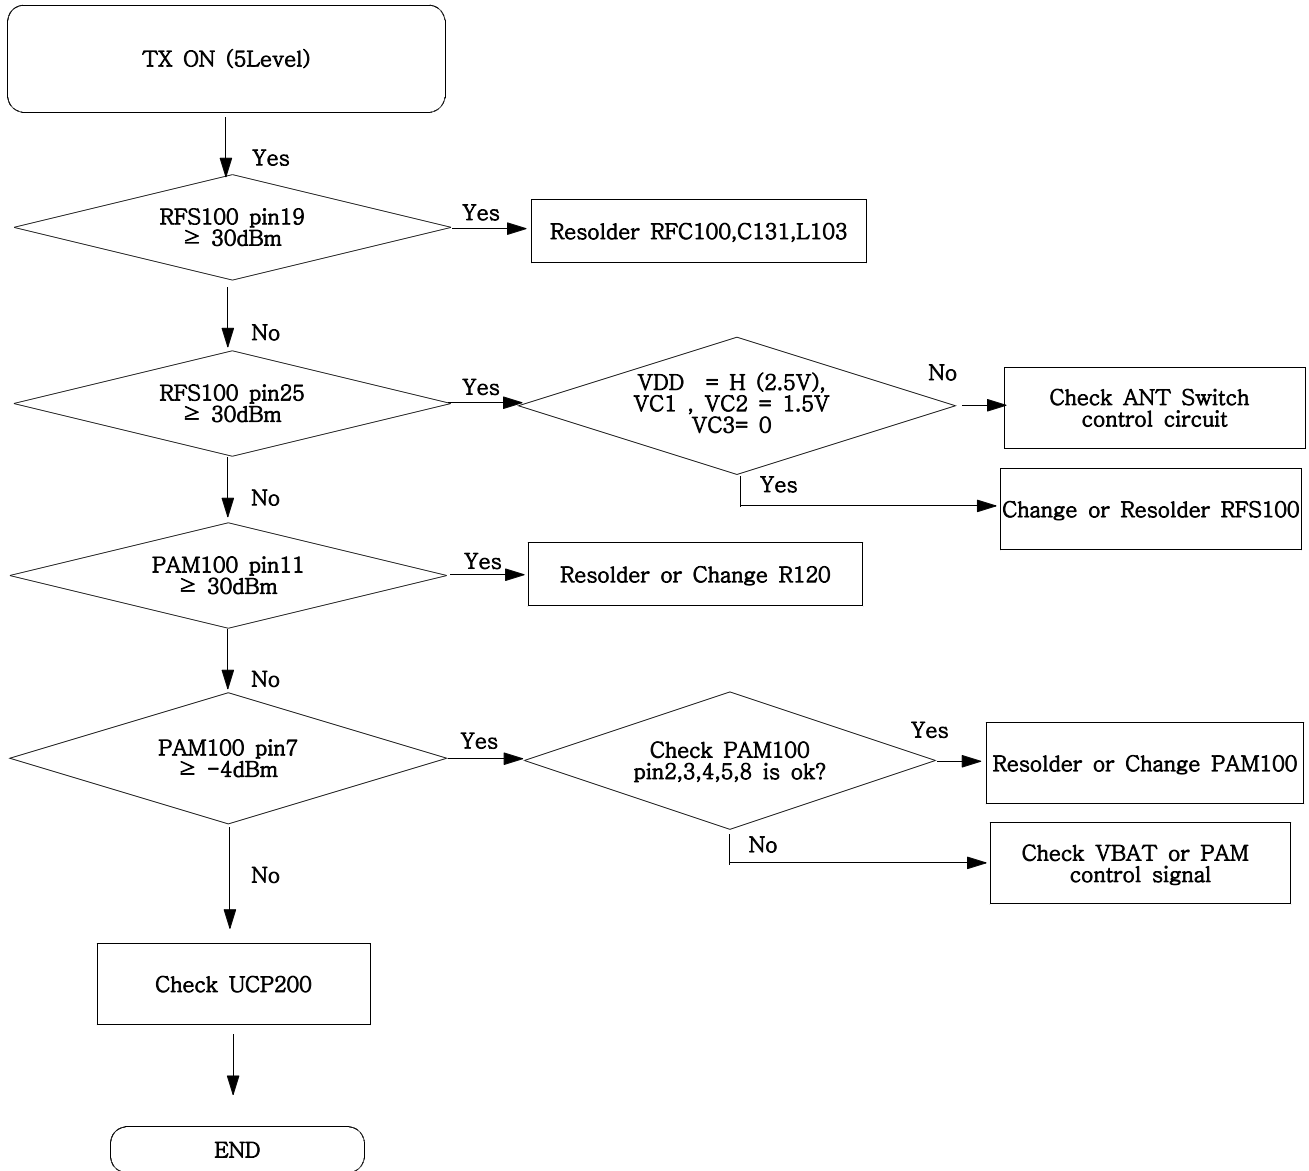 TX ON (5Level)
Yes
RFS100 pin19
≥ 30dBm
Yes
Resolder RFC100,C131,L103
No
RFS100 pin25
≥ 30dBm
Yes
VDD = H (2.5V),
VC1 , VC2 = 1.5V
VC3= 0
No
Check ANT Switch
control circuit
Yes
Change or Resolder RFS100
No
PAM100 pin11
≥ 30dBm
Yes
Resolder or Change R120
No
PAM100 pin7
≥ -4dBm
Yes
Check PAM100
pin2,3,4,5,8 is ok?
Yes
Resolder or Change PAM100
No
Check VBAT or PAM
control signal
No
Check UCP200
END